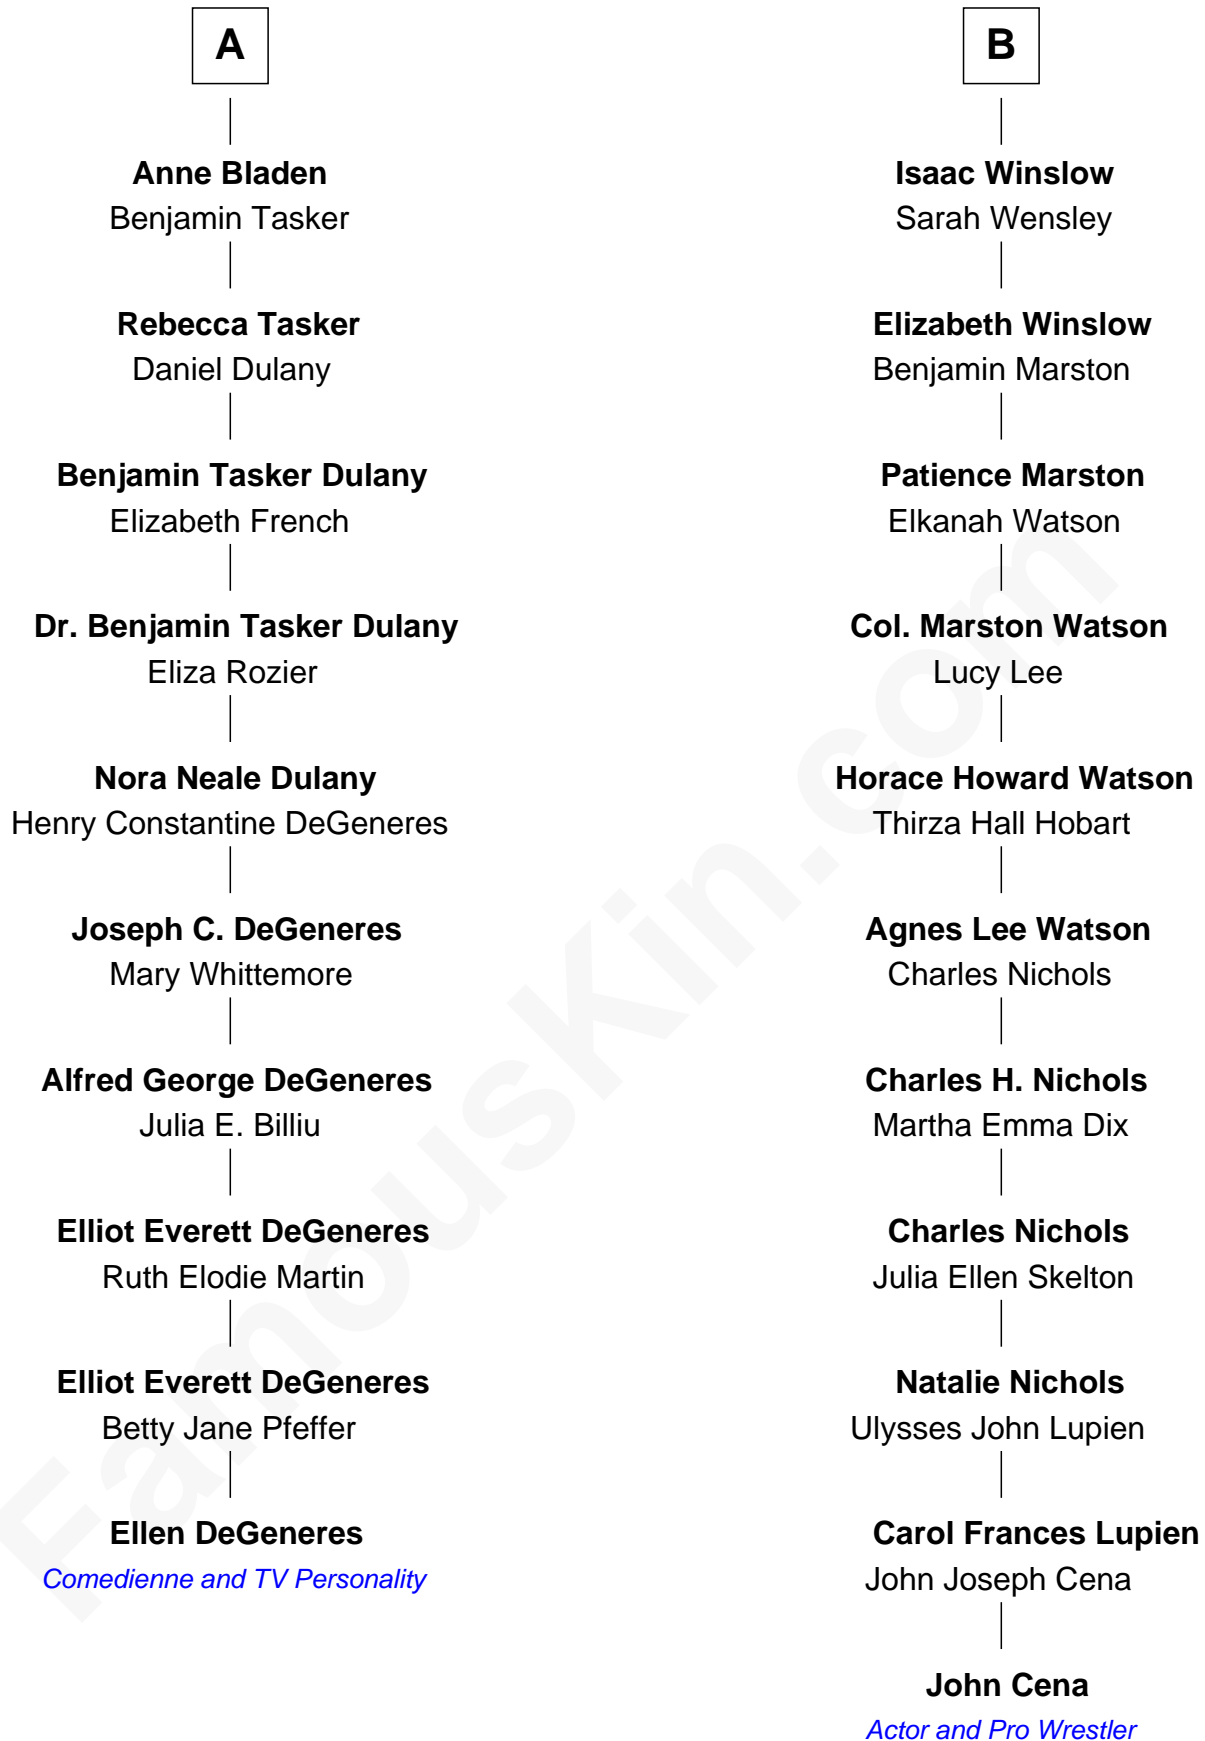 A
Anne Bladen
Benjamin Tasker
Rebecca Tasker
Daniel Dulany
Benjamin Tasker Dulany
Elizabeth French
Dr. Benjamin Tasker Dulany
Eliza Rozier
Nora Neale Dulany
Henry Constantine DeGeneres
Joseph C. DeGeneres
Mary Whittemore
Alfred George DeGeneres
Julia E. Billiu
Elliot Everett DeGeneres
Ruth Elodie Martin
Elliot Everett DeGeneres
Betty Jane Pfeffer
Ellen DeGeneres
Comedienne and TV Personality
B
Isaac Winslow
Sarah Wensley
Elizabeth Winslow
Benjamin Marston
Patience Marston
Elkanah Watson
Col. Marston Watson
Lucy Lee
Horace Howard Watson
Thirza Hall Hobart
Agnes Lee Watson
Charles Nichols
Charles H. Nichols
Martha Emma Dix
Charles Nichols
Julia Ellen Skelton
Natalie Nichols
Ulysses John Lupien
Carol Frances Lupien
John Joseph Cena
John Cena
Actor and Pro Wrestler
FamousKin.com